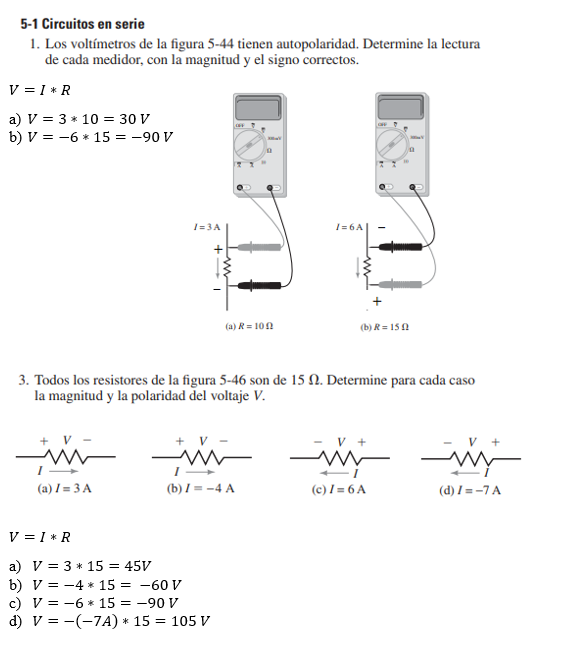 5-1 Circuitos en serie
1. Los voltímetros de la figura 5-44 tienen autopolaridad. Determine la lectura
de cada medidor, con la magnitud y el signo correctos.
V = I * R
a) V = 3 * 10 = 30 V
b) V = −6 * 15 = −90 V
OFF
Ω
OFF
Ω
I = 3 A
+
−
I = 6 A
−
+
(a) R = 10 Ω
(b) R = 15 Ω
3. Todos los resistores de la figura 5-46 son de 15 Ω. Determine para cada caso
la magnitud y la polaridad del voltaje V.
+ V −
+ V −
− V +
− V +
I
I
I
I
(a) I = 3 A
(b) I = −4 A
(c) I = 6 A
(d) I = −7 A
V = I * R
a) V = 3 * 15 = 45V
b) V = −4 * 15 = −60 V
c) V = −6 * 15 = −90 V
d) V = −(−7A) * 15 = 105 V